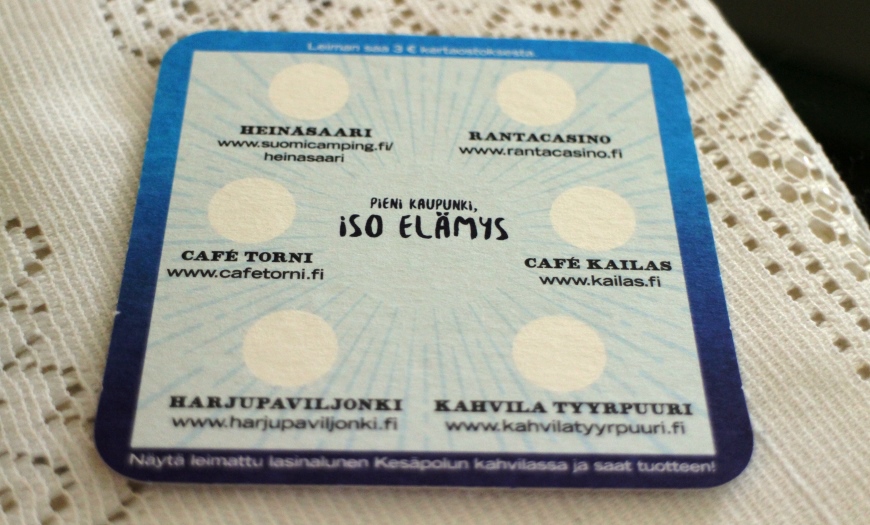 Leiman saa 3 € kertaostoksesta.
HEINASAARI
www.suomicamping.fi/
heinasaari
RANTACASINO
www.rantacasino.fi
PIENI KAUPUNKI,
ISO ELÄMYS
CAFÉ TORNI
www.cafetorni.fi
CAFÉ KAILAS
www.kailas.fi
HARJUPAVILJONKI
www.harjupaviljonki.fi
KAHVILA TYYRPUURI
www.kahvilatyyrpuuri.fi
Näytä leimattu lasinalunen Kesäpolun kahvilassa ja saat tuotteen!